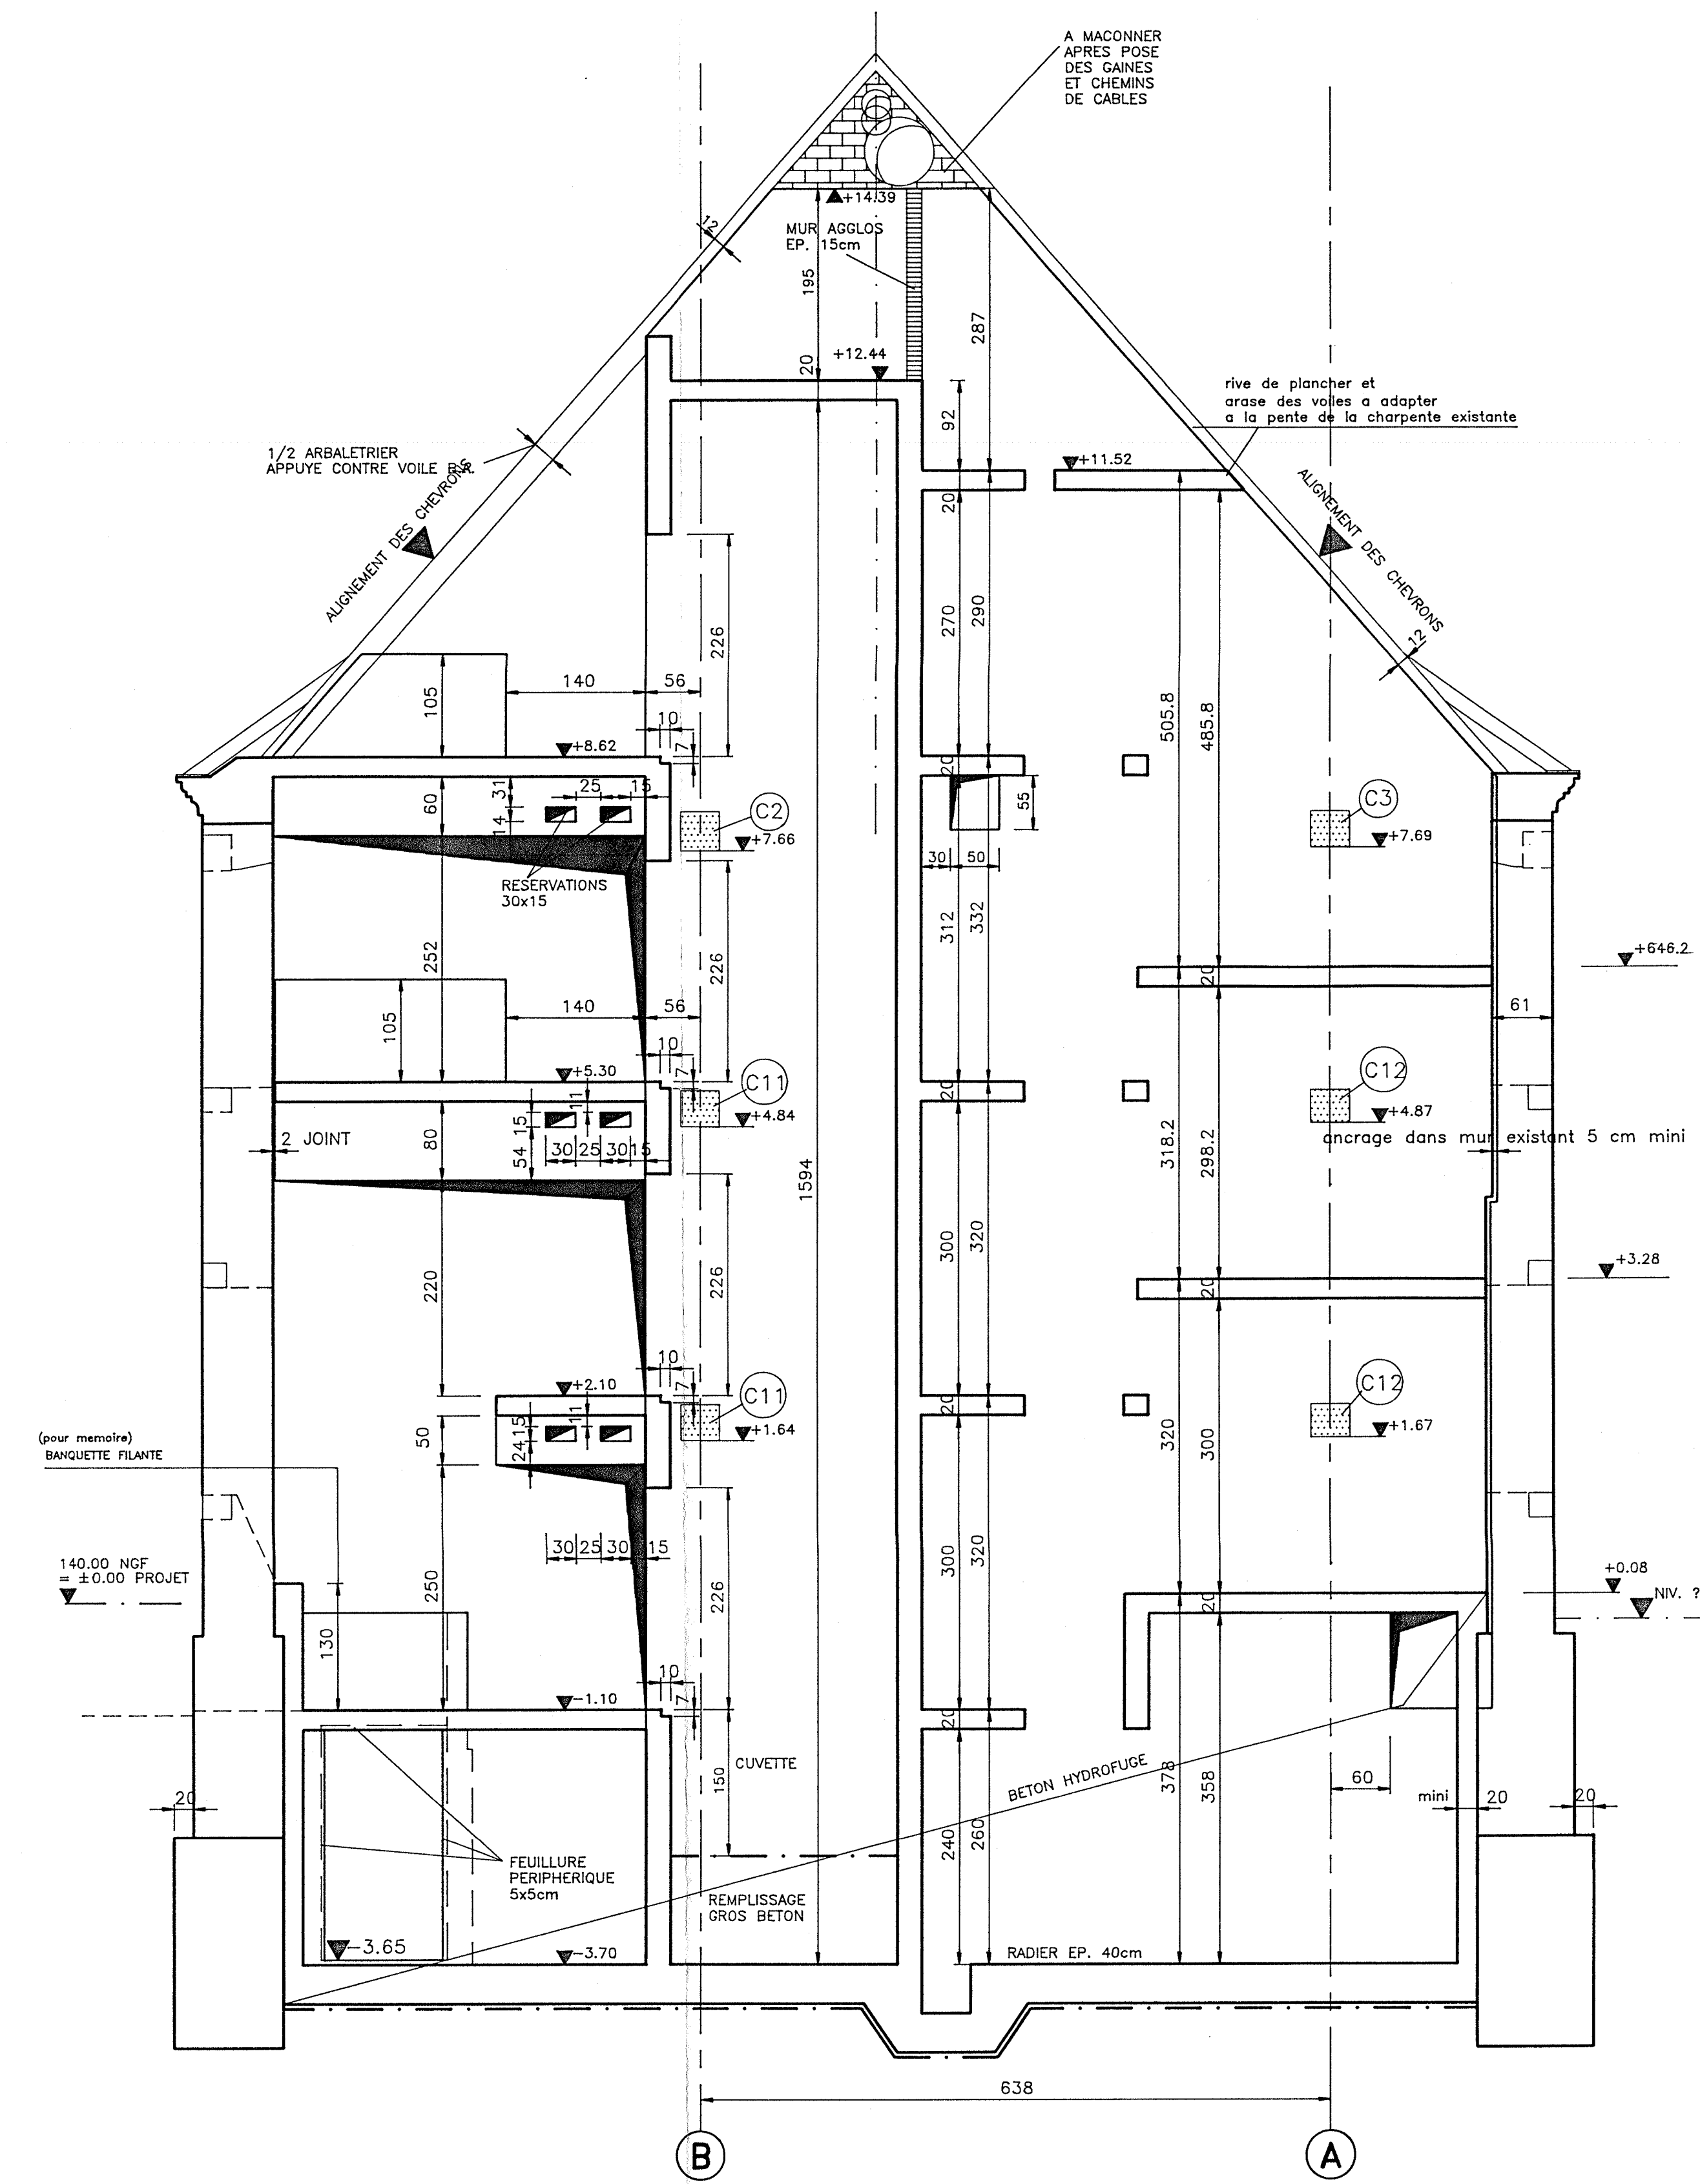 A MACONNER
APRES POSE
DES GAINES
ET CHEMINS
DE CABLES
+14.39
12
MUR AGGLOS
EP. 15cm
195
287
20
+12.44
rive de plancher et
arase des voiles a adapter
a la pente de la charpente existante
92
1/2 ARBALETRIER
APPUYE CONTRE VOILE B.A.
+11.52
20
ALIGNEMENT DES CHEVRONS
ALIGNEMENT DES CHEVRONS
226
270
290
12
105
140
56
505.8
485.8
10
7
+8.62
20
60
31
25
15
14
C2
+7.66
55
C3
+7.69
30
50
RESERVATIONS
30x15
252
226
312
332
+646.2
20
105
140
56
61
10
7
+5.30
C11
+4.84
20
C12
+4.87
11
15
80
54
30
25
30
15
2 JOINT
ancrage dans mur existant 5 cm mini
318.2
298.2
1594
220
226
300
320
+3.28
20
10
7
+2.10
C11
+1.64
20
C12
+1.67
11
15
24
50
(pour memoire)
BANQUETTE FILANTE
320
300
30
25
30
15
140.00 NGF
= ±0.00 PROJET
250
226
300
320
+0.08
NIV. ?
20
130
10
7
-1.10
20
CUVETTE
150
BETON HYDROFUGE
378
358
60
mini
20
20
20
240
260
FEUILLURE
PERIPHERIQUE
5x5cm
REMPLISSAGE
GROS BETON
-3.65
-3.70
RADIER EP. 40cm
638
B
A